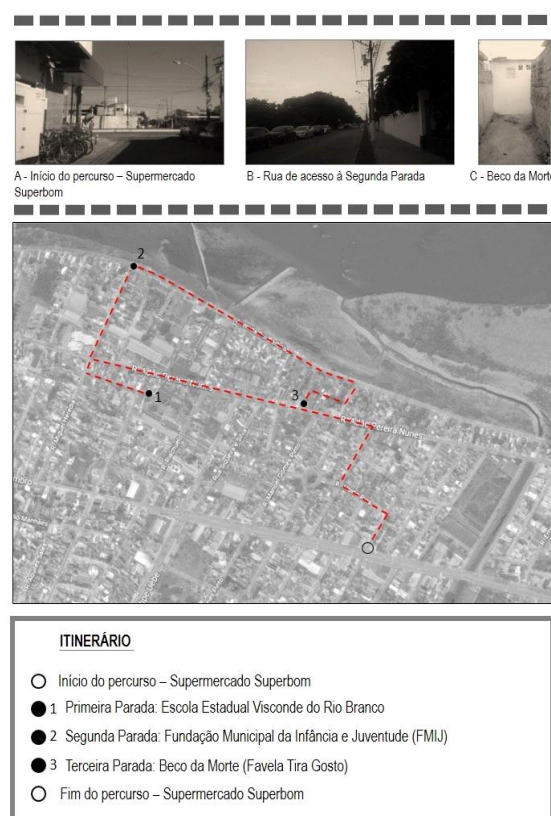 A - Início do percurso – Supermercado
Superbom
B - Rua de acesso à Segunda Parada
C - Beco da Morte
2
1
3
Pereira Nunes
ITINERÁRIO
Início do percurso – Supermercado Superbom
1 Primeira Parada: Escola Estadual Visconde do Rio Branco
2 Segunda Parada: Fundação Municipal da Infância e Juventude (FMIJ)
3 Terceira Parada: Beco da Morte (Favela Tira Gosto)
Fim do percurso – Supermercado Superbom